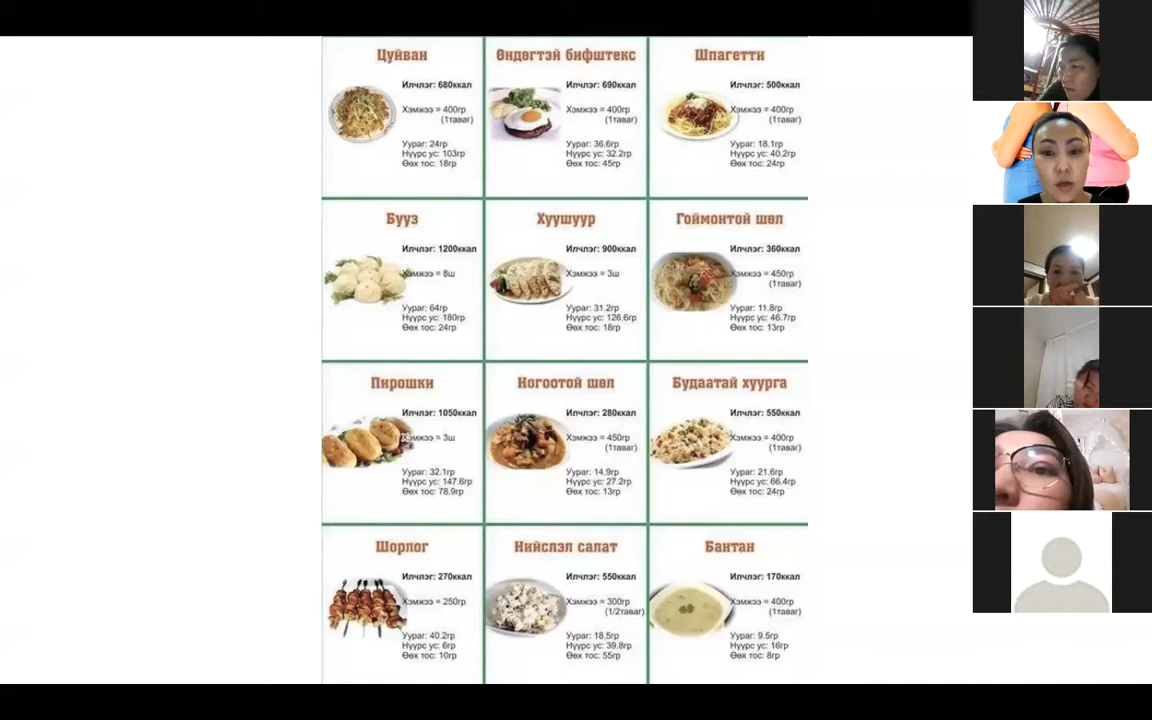 Цуйван
Илчлэг: 680ккал
Хэмжээ = 400гр
(1таваг)
Уураг: 24гр
Нүүрс ус: 103гр
Өөх тос: 18гр
Өндөгтэй бифштекс
Илчлэг: 690ккал
Хэмжээ = 400гр
(1таваг)
Уураг: 36.6гр
Нүүрс ус: 32.2гр
Өөх тос: 45гр
Шпагетти
Илчлэг: 500ккал
Хэмжээ = 400гр
(1таваг)
Уураг: 18.1гр
Нүүрс ус: 40.2гр
Өөх тос: 24гр
Бууз
Илчлэг: 1200ккал
Хэмжээ = 8ш
Уураг: 64гр
Нүүрс ус: 180гр
Өөх тос: 24гр
Хуушуур
Илчлэг: 900ккал
Хэмжээ = 3ш
Уураг: 31.2гр
Нүүрс ус: 126.6гр
Өөх тос: 18гр
Гоймонтой шөл
Илчлэг: 360ккал
Хэмжээ = 450гр
(1таваг)
Уураг: 11.8гр
Нүүрс ус: 46.7гр
Өөх тос: 13гр
Пирошки
Илчлэг: 1050ккал
Хэмжээ = 3ш
Уураг: 32.1гр
Нүүрс ус: 147.6гр
Өөх тос: 78.9гр
Ногоотой шөл
Илчлэг: 280ккал
Хэмжээ = 450гр
(1таваг)
Уураг: 14.9гр
Нүүрс ус: 27.2гр
Өөх тос: 13гр
Будаатай хуурга
Илчлэг: 550ккал
Хэмжээ = 400гр
(1таваг)
Уураг: 21.6гр
Нүүрс ус: 66.4гр
Өөх тос: 24гр
Шорлог
Илчлэг: 270ккал
Хэмжээ = 250гр
Уураг: 40.2гр
Нүүрс ус: 6гр
Өөх тос: 10гр
Нийслэл салат
Илчлэг: 550ккал
Хэмжээ = 300гр
(1/2таваг)
Уураг: 18.5гр
Нүүрс ус: 39.8гр
Өөх тос: 55гр
Бантан
Илчлэг: 170ккал
Хэмжээ = 400гр
(1таваг)
Уураг: 9.5гр
Нүүрс ус: 16гр
Өөх тос: 8гр